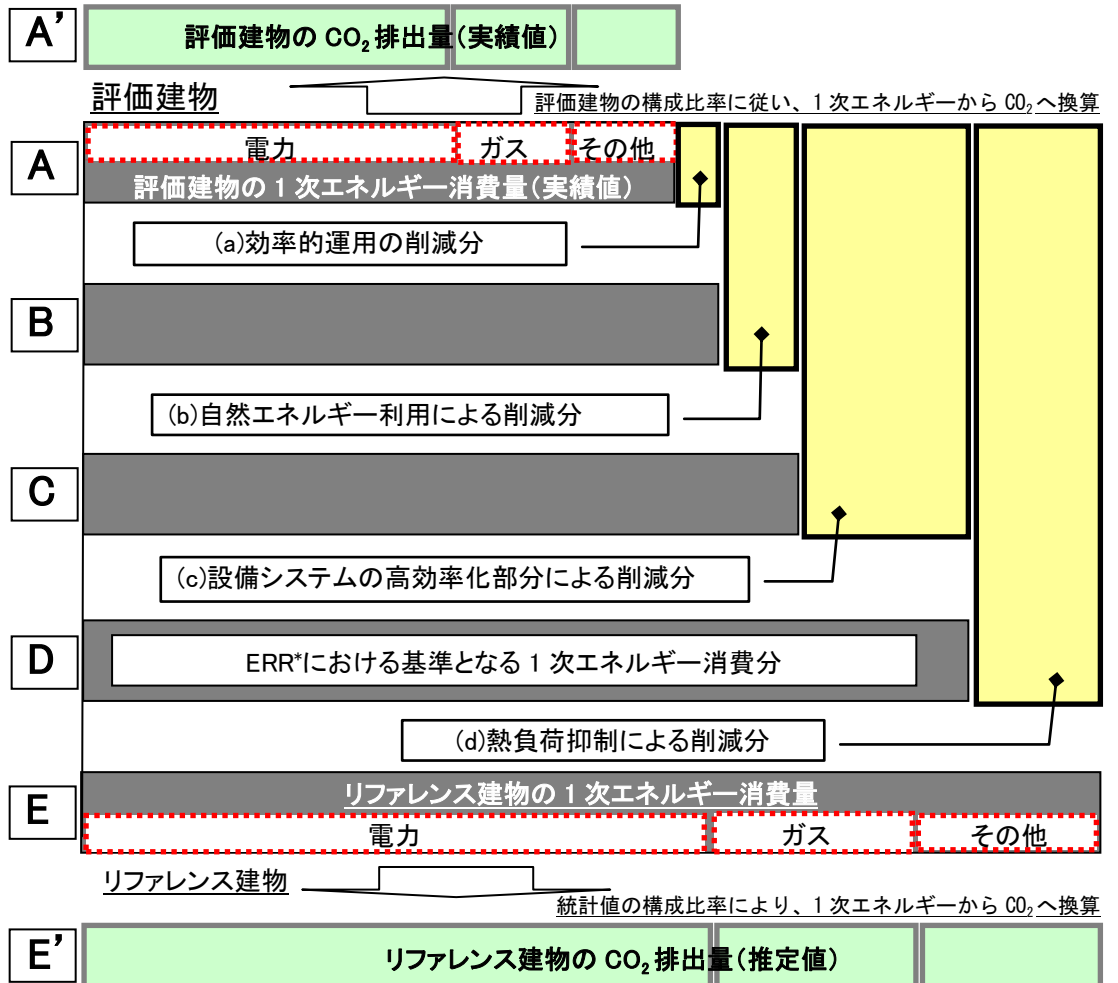 A’
評価建物の CO₂ 排出量(実績値)
評価建物
評価建物の構成比率に従い、1 次エネルギーから CO₂ へ換算
A
電力 ガス その他
評価建物の 1 次エネルギー消費量(実績値)
(a)効率的運用の削減分
B
(b)自然エネルギー利用による削減分
C
(c)設備システムの高効率化部分による削減分
D
ERR*における基準となる 1 次エネルギー消費分
(d)熱負荷抑制による削減分
E
リファレンス建物の 1 次エネルギー消費量
電力 ガス その他
リファレンス建物
統計値の構成比率により、1 次エネルギーから CO₂ へ換算
E’
リファレンス建物の CO₂ 排出量(推定値)